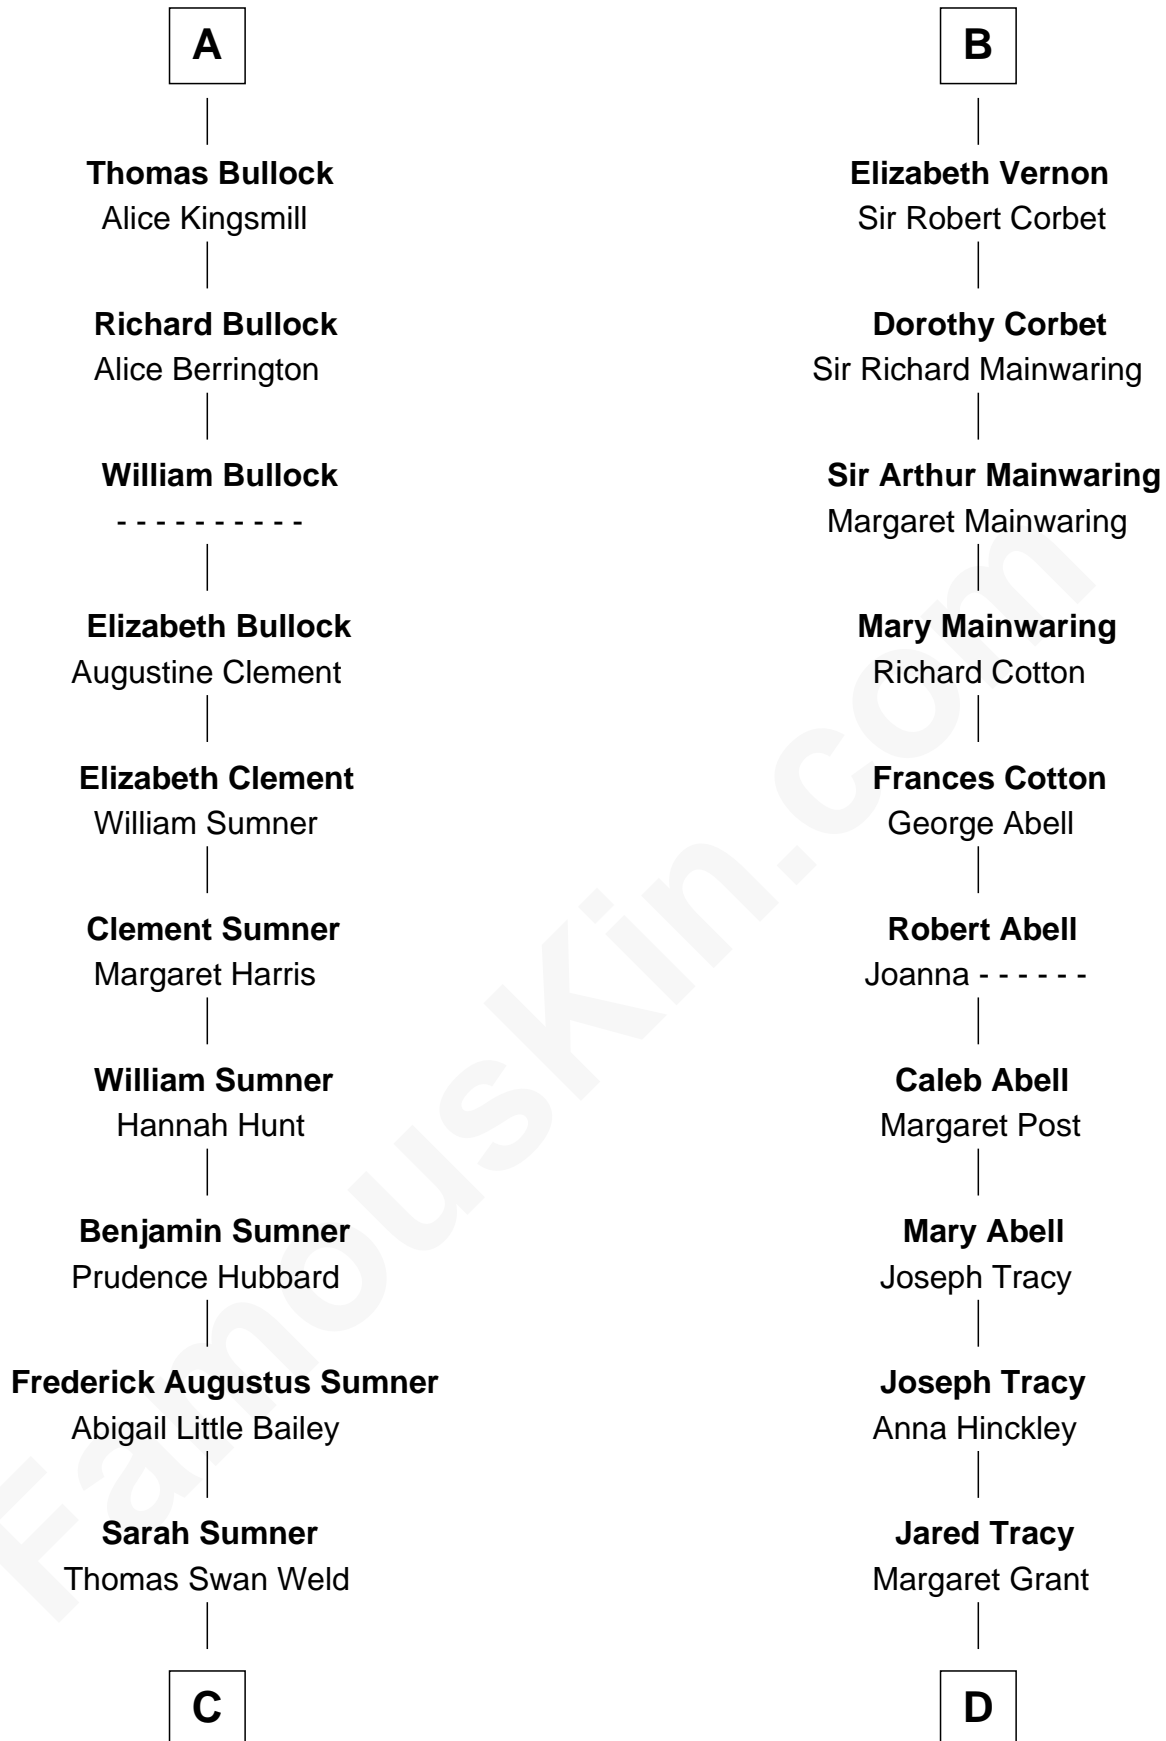 A
Thomas Bullock
Alice Kingsmill
Richard Bullock
Alice Berrington
William Bullock
- - - - - - - - - -
Elizabeth Bullock
Augustine Clement
Elizabeth Clement
William Sumner
Clement Sumner
Margaret Harris
William Sumner
Hannah Hunt
Benjamin Sumner
Prudence Hubbard
Frederick Augustus Sumner
Abigail Little Bailey
Sarah Sumner
Thomas Swan Weld
C
B
Elizabeth Vernon
Sir Robert Corbet
Dorothy Corbet
Sir Richard Mainwaring
Sir Arthur Mainwaring
Margaret Mainwaring
Mary Mainwaring
Richard Cotton
Frances Cotton
George Abell
Robert Abell
Joanna - - - - - -
Caleb Abell
Margaret Post
Mary Abell
Joseph Tracy
Joseph Tracy
Anna Hinckley
Jared Tracy
Margaret Grant
D
FamousKin.com